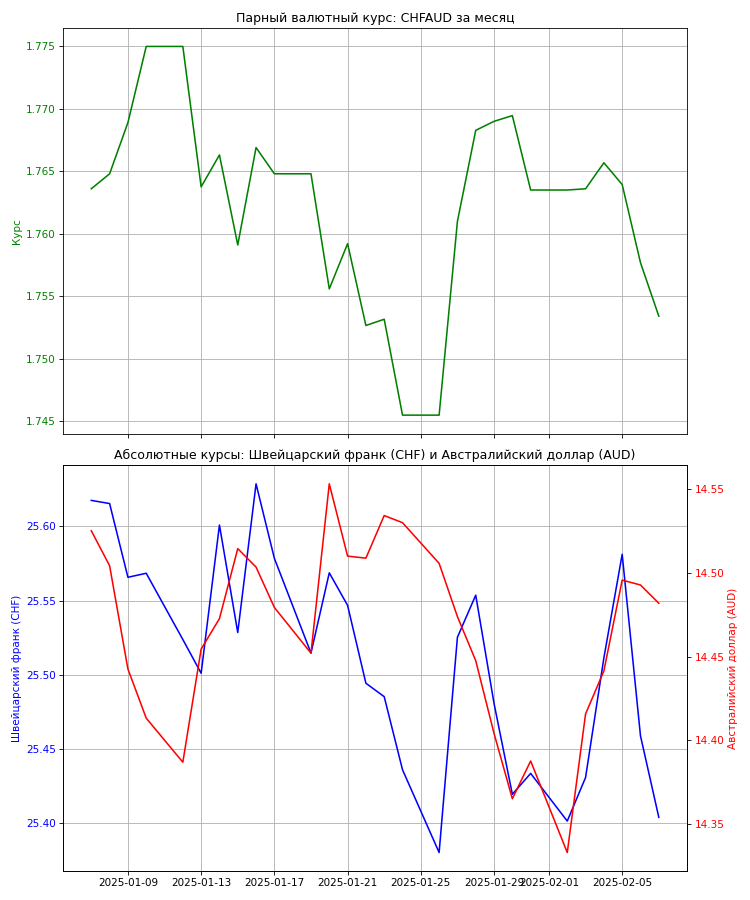 Парный валютный курс: CHFAUD за месяц
1.775
1.770
1.765
1.760
1.755
1.750
1.745
Курс
Абсолютные курсы: Швейцарский франк (CHF) и Австралийский доллар (AUD)
25.60
25.55
25.50
25.45
25.40
Швейцарский франк (CHF)
14.55
14.50
14.45
14.40
14.35
Австралийский доллар (AUD)
2025-01-09 2025-01-13 2025-01-17 2025-01-21 2025-01-25 2025-01-29 2025-02-01 2025-02-05